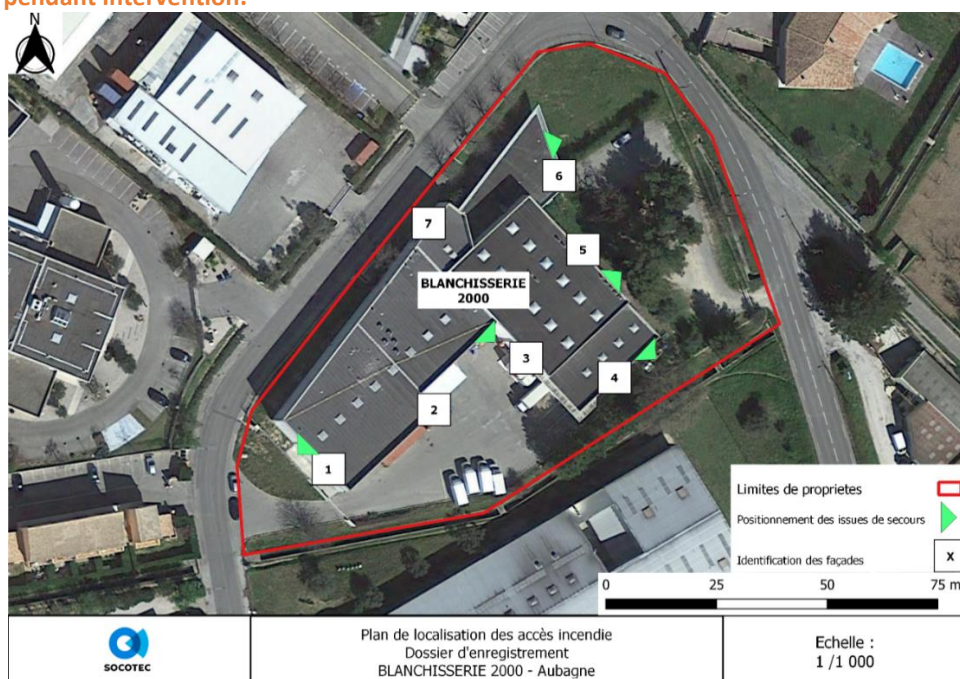 pendant intervention.
N
6
7
5
BLANCHISSERIE
2000
3
4
2
1
Limites de proprietes
Positionnement des issues de secours
Identification des façades
X
0 25 50 75 m
SOCOTEC
Plan de localisation des accès incendie
Dossier d'enregistrement
BLANCHISSERIE 2000 - Aubagne
Echelle :
1 /1 000